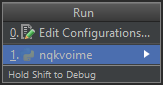 Run
0. Edit Configurations...
1. nqkvoime
Hold Shift to Debug